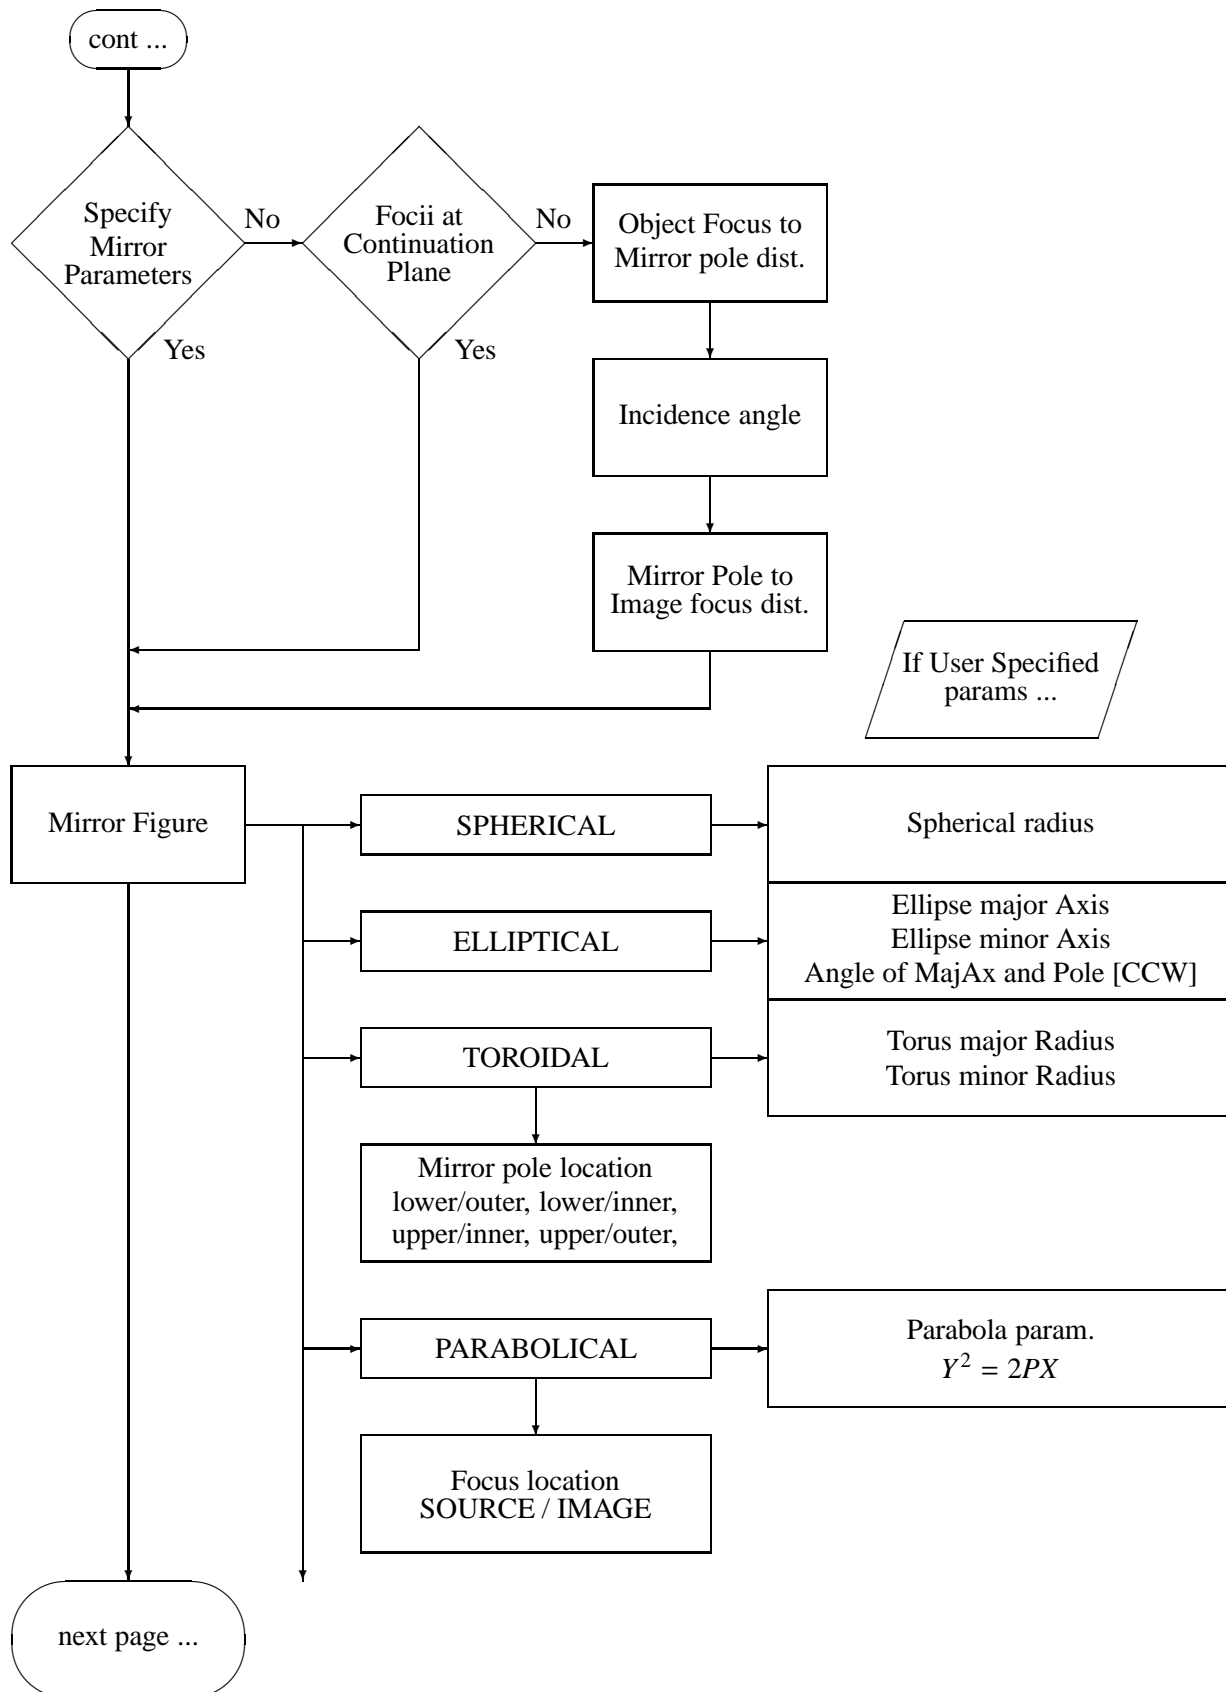 cont ...
Specify
Mirror
Parameters
No
Yes
Focii at
Continuation
Plane
No
Yes
Object Focus to
Mirror pole dist.
Incidence angle
Mirror Pole to
Image focus dist.
If User Specified
params ...
Mirror Figure
SPHERICAL
Spherical radius
ELLIPTICAL
Ellipse major Axis
Ellipse minor Axis
Angle of MajAx and Pole [CCW]
TOROIDAL
Torus major Radius
Torus minor Radius
Mirror pole location
lower/outer, lower/inner,
upper/inner, upper/outer,
PARABOLICAL
Parabola param.
Y² = 2PX
Focus location
SOURCE / IMAGE
next page ...